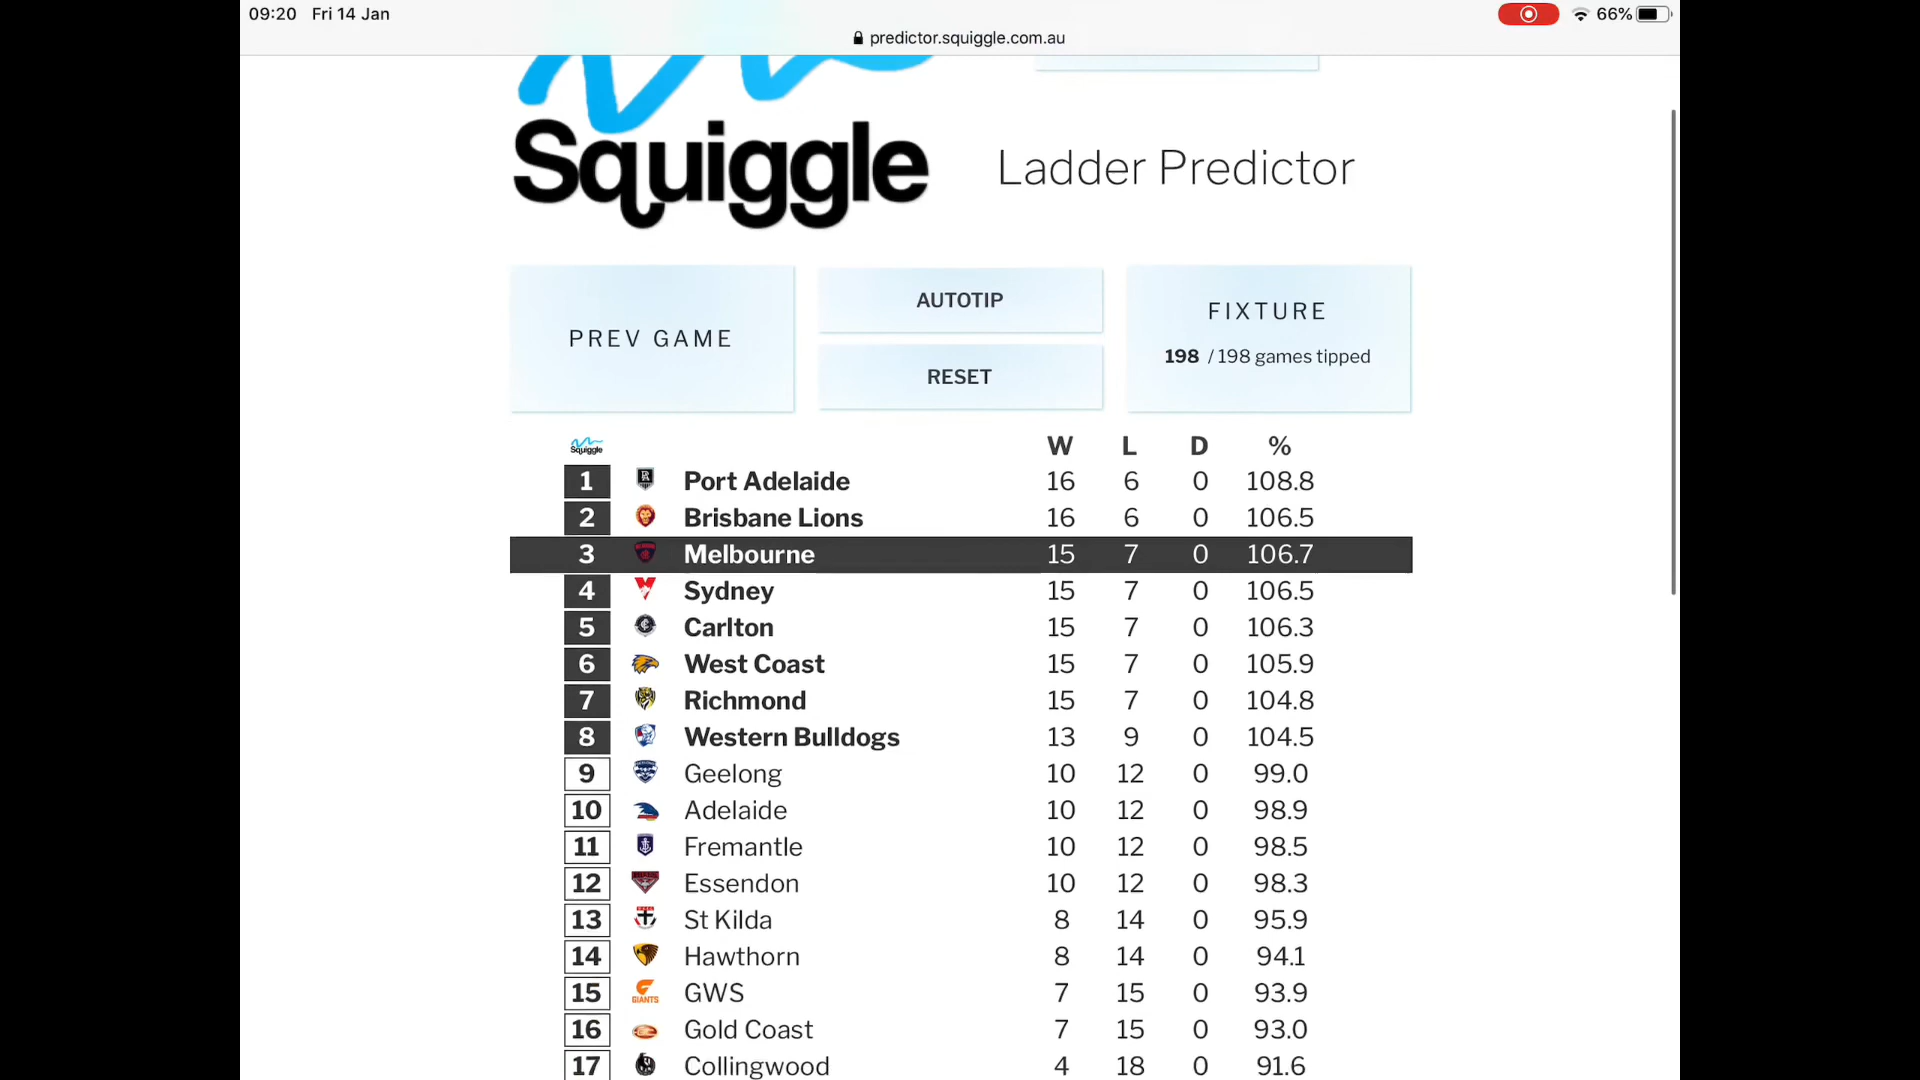 09:20 Fri 14 Jan 66%
predictor.squiggle.com.au
Squiggle Ladder Predictor
PREV GAME
AUTOTIP
RESET
FIXTURE
198 / 198 games tipped
Squiggle W L D %
1 Port Adelaide 16 6 0 108.8
2 Brisbane Lions 16 6 0 106.5
3 Melbourne 15 7 0 106.7
4 Sydney 15 7 0 106.5
5 Carlton 15 7 0 106.3
6 West Coast 15 7 0 105.9
7 Richmond 15 7 0 104.8
8 Western Bulldogs 13 9 0 104.5
9 Geelong 10 12 0 99.0
10 Adelaide 10 12 0 98.9
11 Fremantle 10 12 0 98.5
12 Essendon 10 12 0 98.3
13 St Kilda 8 14 0 95.9
14 Hawthorn 8 14 0 94.1
15 GIANTS GWS 7 15 0 93.9
16 Gold Coast 7 15 0 93.0
17 Collingwood 4 18 0 91.6